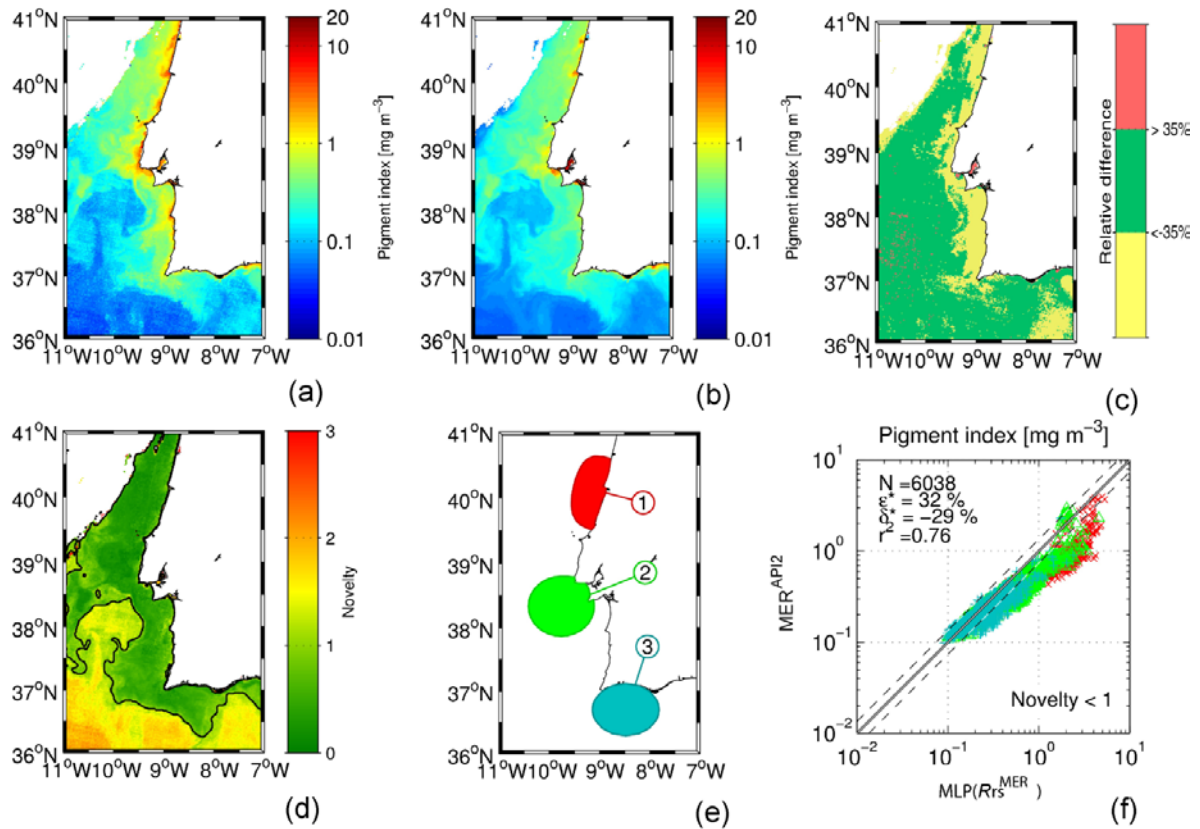 41°N
40°N
39°N
38°N
37°N
36°N
11°W10°W 9°W 8°W 7°W
20
10
1
0.1
0.01
Pigment index [mg m⁻³]
(a)
41°N
40°N
39°N
38°N
37°N
36°N
11°W10°W 9°W 8°W 7°W
20
10
1
0.1
0.01
Pigment index [mg m⁻³]
(b)
41°N
40°N
39°N
38°N
37°N
36°N
11°W10°W 9°W 8°W 7°W
> 35%
<-35%
Relative difference
(c)
41°N
40°N
39°N
38°N
37°N
36°N
11°W10°W 9°W 8°W 7°W
3
2
1
0
Novelty
(d)
41°N
40°N
39°N
38°N
37°N
36°N
11°W10°W 9°W 8°W 7°W
1
2
3
(e)
Pigment index [mg m⁻³]
10¹
10⁰
10⁻¹
10⁻²
MER^API2
N =6038
ε* = 32 %
δ* = −29 %
r² =0.76
Novelty < 1
10⁻² 10⁻¹ 10⁰ 10¹
MLP(Rrs^MER)
(f)